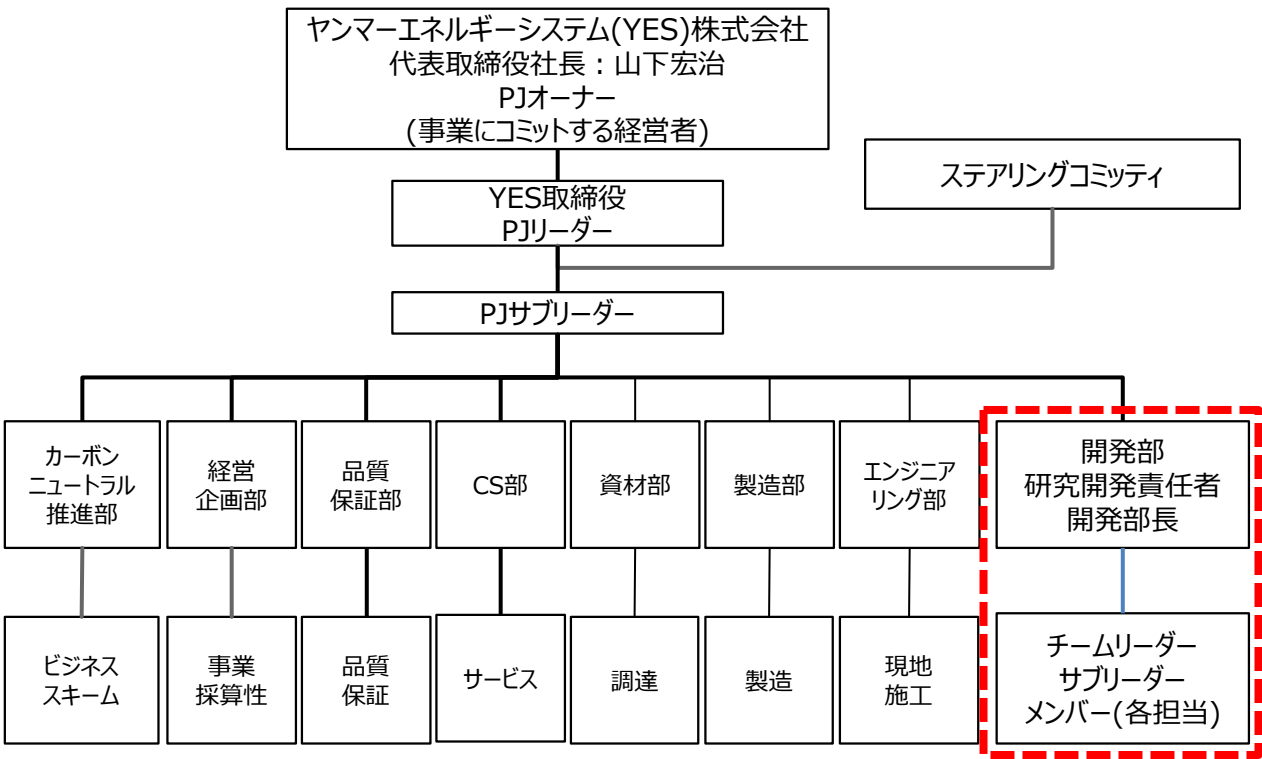 ヤンマーエネルギーシステム(YES)株式会社
代表取締役社長：山下宏治
PJオーナー
(事業にコミットする経営者)
ステアリングコミッティ
YES取締役
PJリーダー
PJサブリーダー
カーボン
ニュートラル
推進部
経営
企画部
品質
保証部
CS部
資材部
製造部
エンジニア
リング部
開発部
研究開発責任者
開発部長
ビジネス
スキーム
事業
採算性
品質
保証
サービス
調達
製造
現地
施工
チームリーダー
サブリーダー
メンバー(各担当)